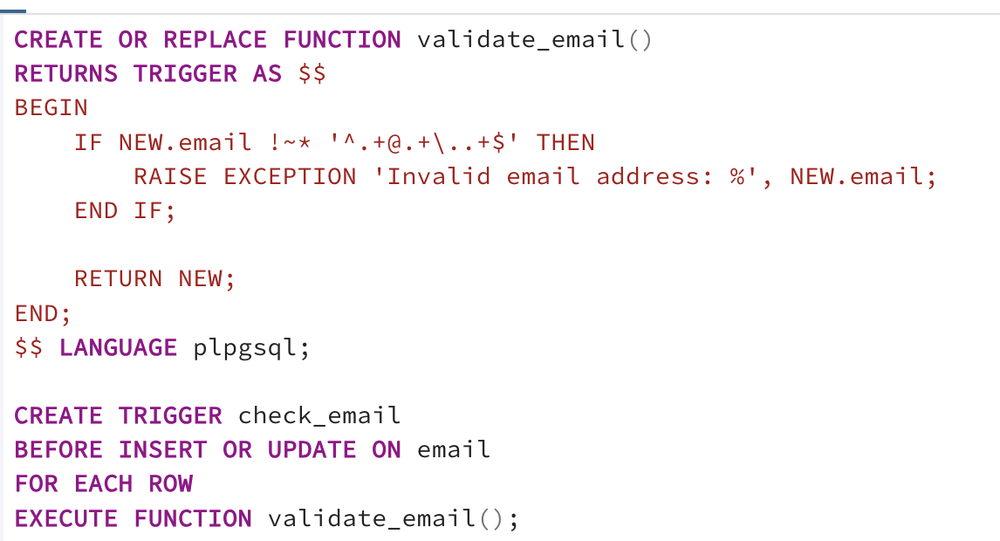 CREATE OR REPLACE FUNCTION validate_email()
RETURNS TRIGGER AS $$
BEGIN
    IF NEW.email !~* '^.+@.+\..+$' THEN
        RAISE EXCEPTION 'Invalid email address: %', NEW.email;
    END IF;

    RETURN NEW;
END;
$$ LANGUAGE plpgsql;

CREATE TRIGGER check_email
BEFORE INSERT OR UPDATE ON email
FOR EACH ROW
EXECUTE FUNCTION validate_email();